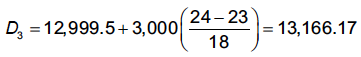 D₃ = 12,999.5 + 3,000 ( (24 − 23) / 18 ) = 13,166.17